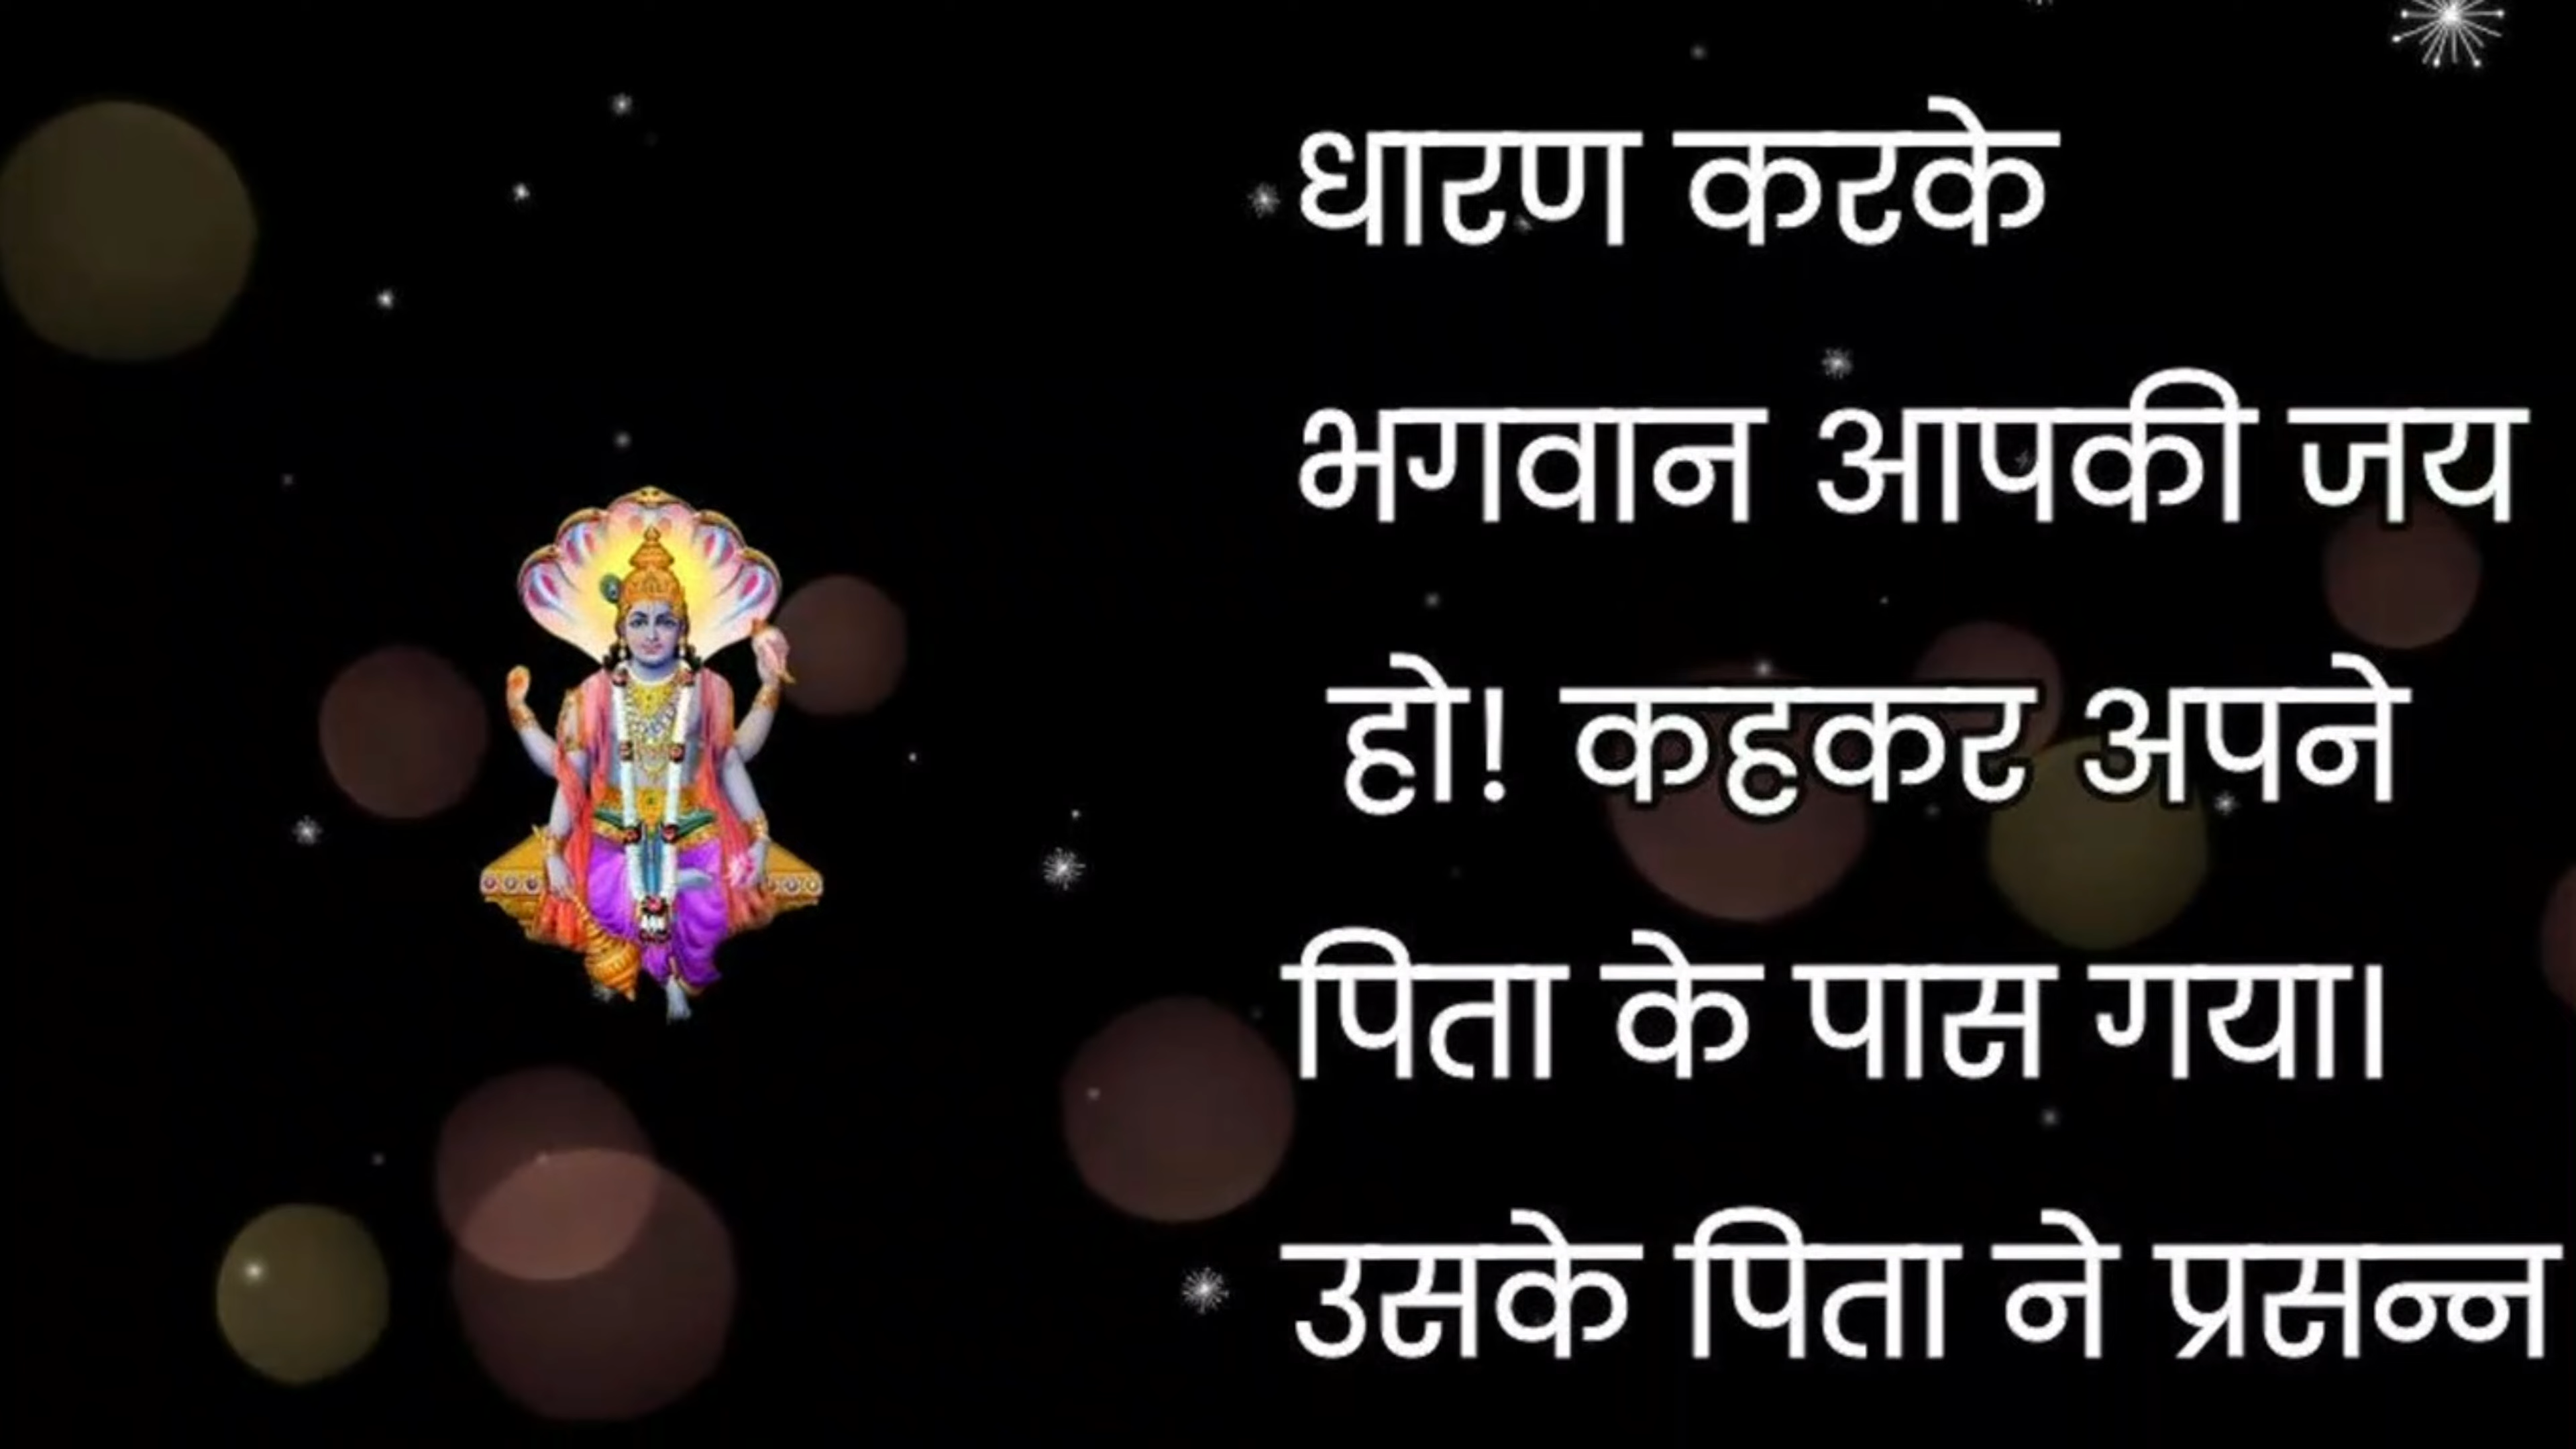 धारण करके
भगवान आपकी जय
हो! कहकर अपने
पिता के पास गया।
उसके पिता ने प्रसन्न